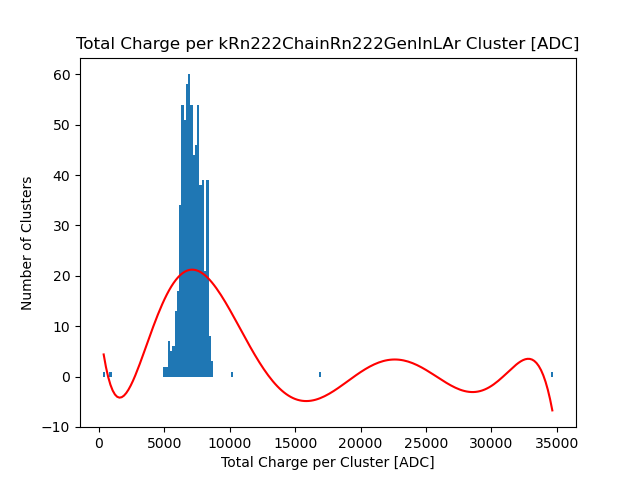 Total Charge per kRn222ChainRn222GenInLAr Cluster [ADC]
60
50
40
30
20
10
0
−10
Number of Clusters
0 5000 10000 15000 20000 25000 30000 35000
Total Charge per Cluster [ADC]